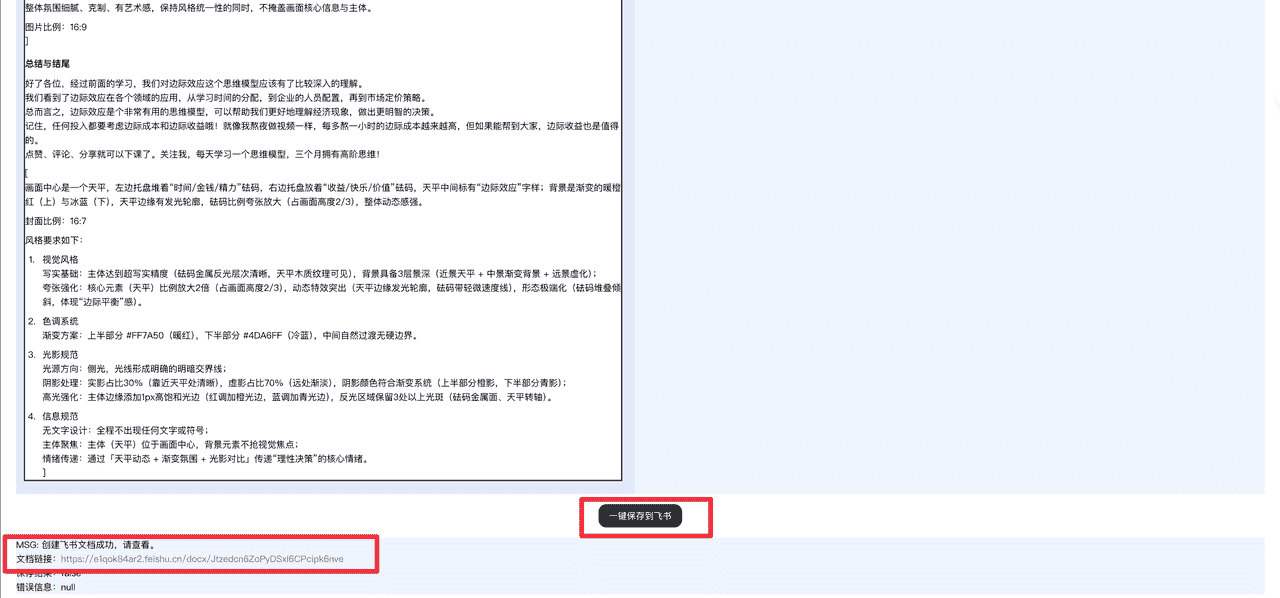 整体氛围细腻、克制、有艺术感，保持风格统一性的同时，不掩盖画面核心信息与主体。
图片比例：16:9
]
总结与结尾
好了各位，经过前面的学习，我们对边际效应这个思维模型应该有了比较深入的理解。
我们看到了边际效应在各个领域的应用，从学习时间的分配，到企业的人员配置，再到市场定价策略。
总而言之，边际效应是个非常有用的思维模型，可以帮助我们更好地理解经济现象，做出更明智的决策。
记住，任何投入都要考虑边际成本和边际收益哦！就像我熬夜做视频一样，每多熬一小时的边际成本越来越高，但如果能帮到大家，边际收益也是值得
的。
点赞、评论、分享就可以下课了。关注我，每天学习一个思维模型，三个月拥有高阶思维！
[
画面中心是一个天平，左边托盘堆着“时间/金钱/精力”砝码，右边托盘放着“收益/快乐/价值”砝码，天平中间标有“边际效应”字样；背景是渐变的暖橙
红（上）与冰蓝（下），天平边缘有发光轮廓，砝码比例夸张放大（占画面高度2/3），整体动态感强。
封面比例：16:7
风格要求如下：
1. 视觉风格
写实基础：主体达到超写实精度（砝码金属反光层次清晰，天平木质纹理可见），背景具备3层景深（近景天平 + 中景渐变背景 + 远景虚化）；
夸张强化：核心元素（天平）比例放大2倍（占画面高度2/3），动态特效突出（天平边缘发光轮廓，砝码带轻微速度线），形态极端化（砝码堆叠倾
斜，体现“边际平衡”感）。
2. 色调系统
渐变方案：上半部分 #FF7A50（暖红），下半部分 #4DA6FF（冷蓝），中间自然过渡无硬边界。
3. 光影规范
光源方向：侧光，光线形成明确的明暗交界线；
阴影处理：实影占比30%（靠近天平处清晰），虚影占比70%（远处渐淡），阴影颜色符合渐变系统（上半部分橙影，下半部分青影）；
高光强化：主体边缘添加1px高饱和光边（红调加橙光边，蓝调加青光边），反光区域保留3处以上光斑（砝码金属面、天平转轴）。
4. 信息规范
无文字设计：全程不出现任何文字或符号；
主体聚焦：主体（天平）位于画面中心，背景元素不抢视觉焦点；
情绪传递：通过「天平动态 + 渐变氛围 + 光影对比」传递“理性决策”的核心情绪。
]
一键保存到飞书
MSG: 创建飞书文档成功，请查看。
文档链接：https://e1qok84ar2.feishu.cn/docx/Jtzedcn6ZoPyDSxl6CPcipk6nve
保存结果：false
错误信息：null